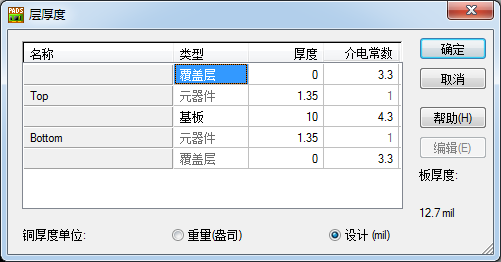 PADS
层厚度
名称 类型 厚度 介电常数
覆盖层 0 3.3
Top 元器件 1.35 1
基板 10 4.3
Bottom 元器件 1.35 1
覆盖层 0 3.3
确定
取消
帮助(H)
编辑(E)
板厚度:
12.7 mil
铜厚度单位: 重量(盎司) 设计 (mil)